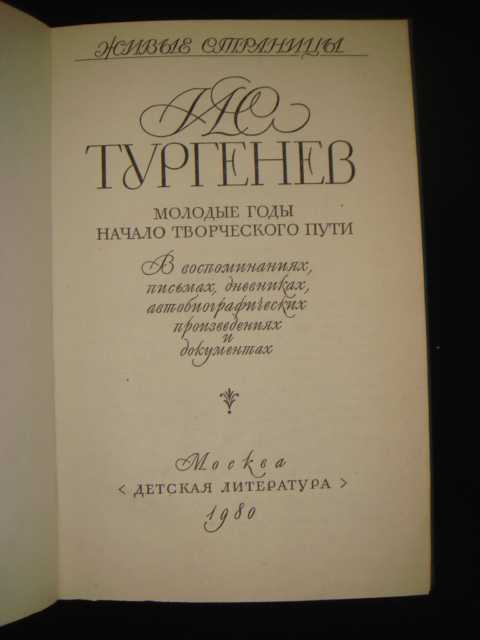 ЖИВЫЕ СТРАНИЦЫ
И.С.
ТУРГЕНЕВ
МОЛОДЫЕ ГОДЫ
НАЧАЛО ТВОРЧЕСКОГО ПУТИ
В воспоминаниях,
письмах, дневниках,
автобиографических
произведениях
и
документах
Москва
<ДЕТСКАЯ ЛИТЕРАТУРА>
1980